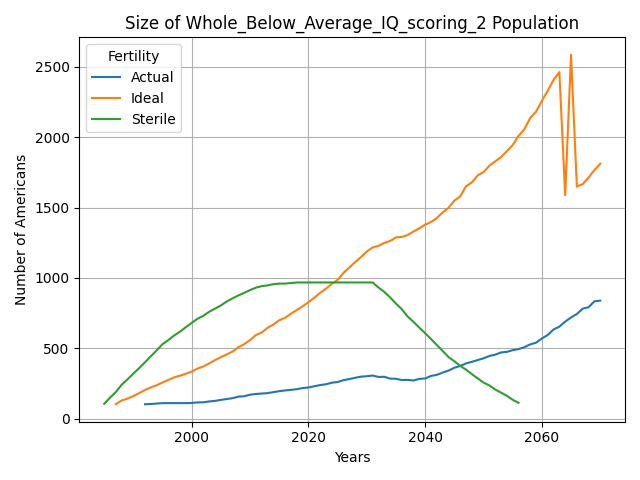 Size of Whole_Below_Average_IQ_scoring_2 Population
Fertility
Actual
Ideal
Sterile
Number of Americans
2500
2000
1500
1000
500
0
2000
2020
2040
2060
Years